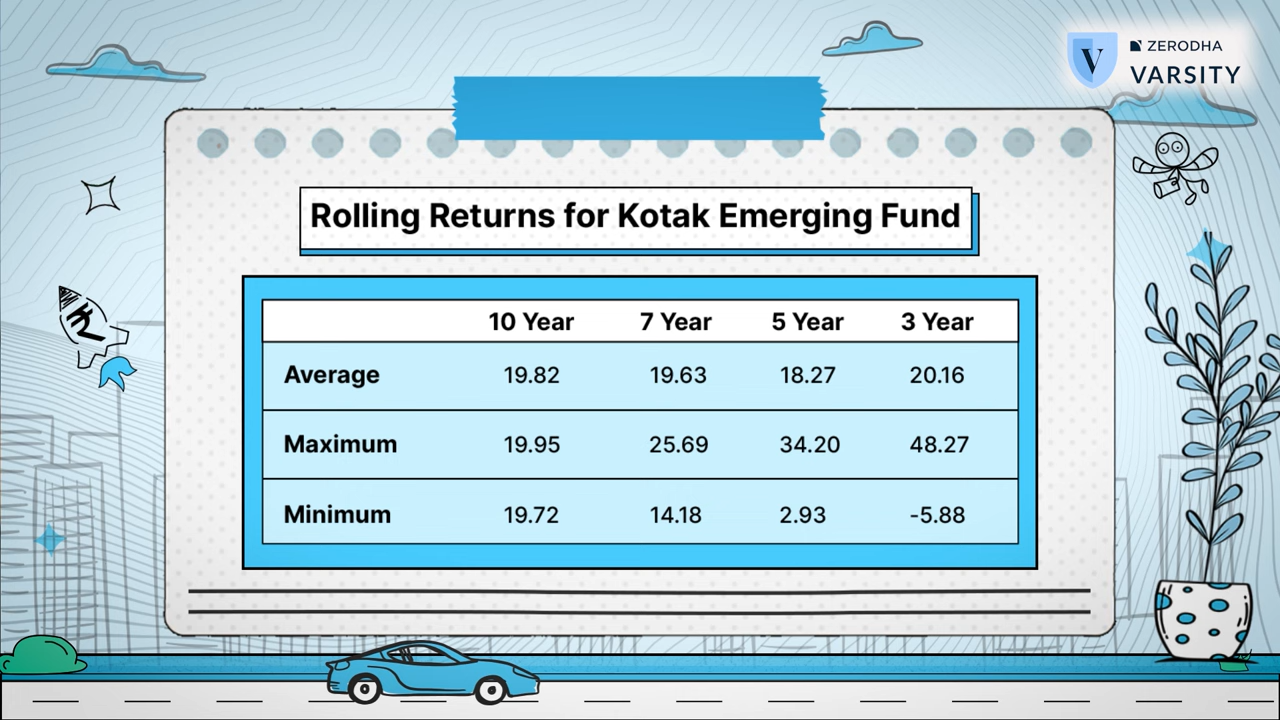 ZERODHA
VARSITY
Rolling Returns for Kotak Emerging Fund
10 Year 7 Year 5 Year 3 Year
Average 19.82 19.63 18.27 20.16
Maximum 19.95 25.69 34.20 48.27
Minimum 19.72 14.18 2.93 -5.88
V
₹